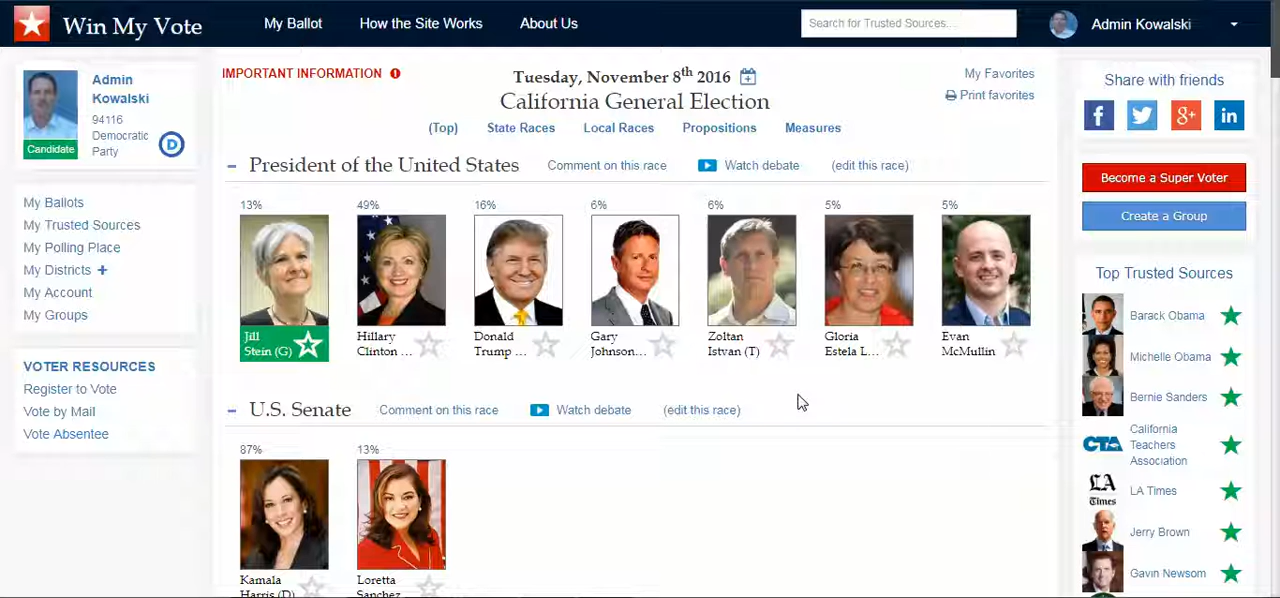 Win My Vote
My Ballot
How the Site Works
About Us
Search for Trusted Sources...
Admin Kowalski
Admin
Kowalski
94116
Democratic
Party
D
Candidate
My Ballots
My Trusted Sources
My Polling Place
My Districts +
My Account
My Groups
VOTER RESOURCES
Register to Vote
Vote by Mail
Vote Absentee
IMPORTANT INFORMATION
Tuesday, November 8th 2016
California General Election
My Favorites
Print favorites
(Top)
State Races
Local Races
Propositions
Measures
– President of the United States
Comment on this race
Watch debate
(edit this race)
13%
49%
16%
6%
6%
5%
5%
Jill
Stein (G)
Hillary
Clinton ...
Donald
Trump ...
Gary
Johnson...
Zoltan
Istvan (T)
Gloria
Estela L...
Evan
McMullin
– U.S. Senate
Comment on this race
Watch debate
(edit this race)
87%
13%
Kamala
Harris (D)
Loretta
Sanchez
Share with friends
f
g+
in
Become a Super Voter
Create a Group
Top Trusted Sources
Barack Obama
Michelle Obama
Bernie Sanders
CTA
California
Teachers
Association
LA
Times
LA Times
Jerry Brown
Gavin Newsom